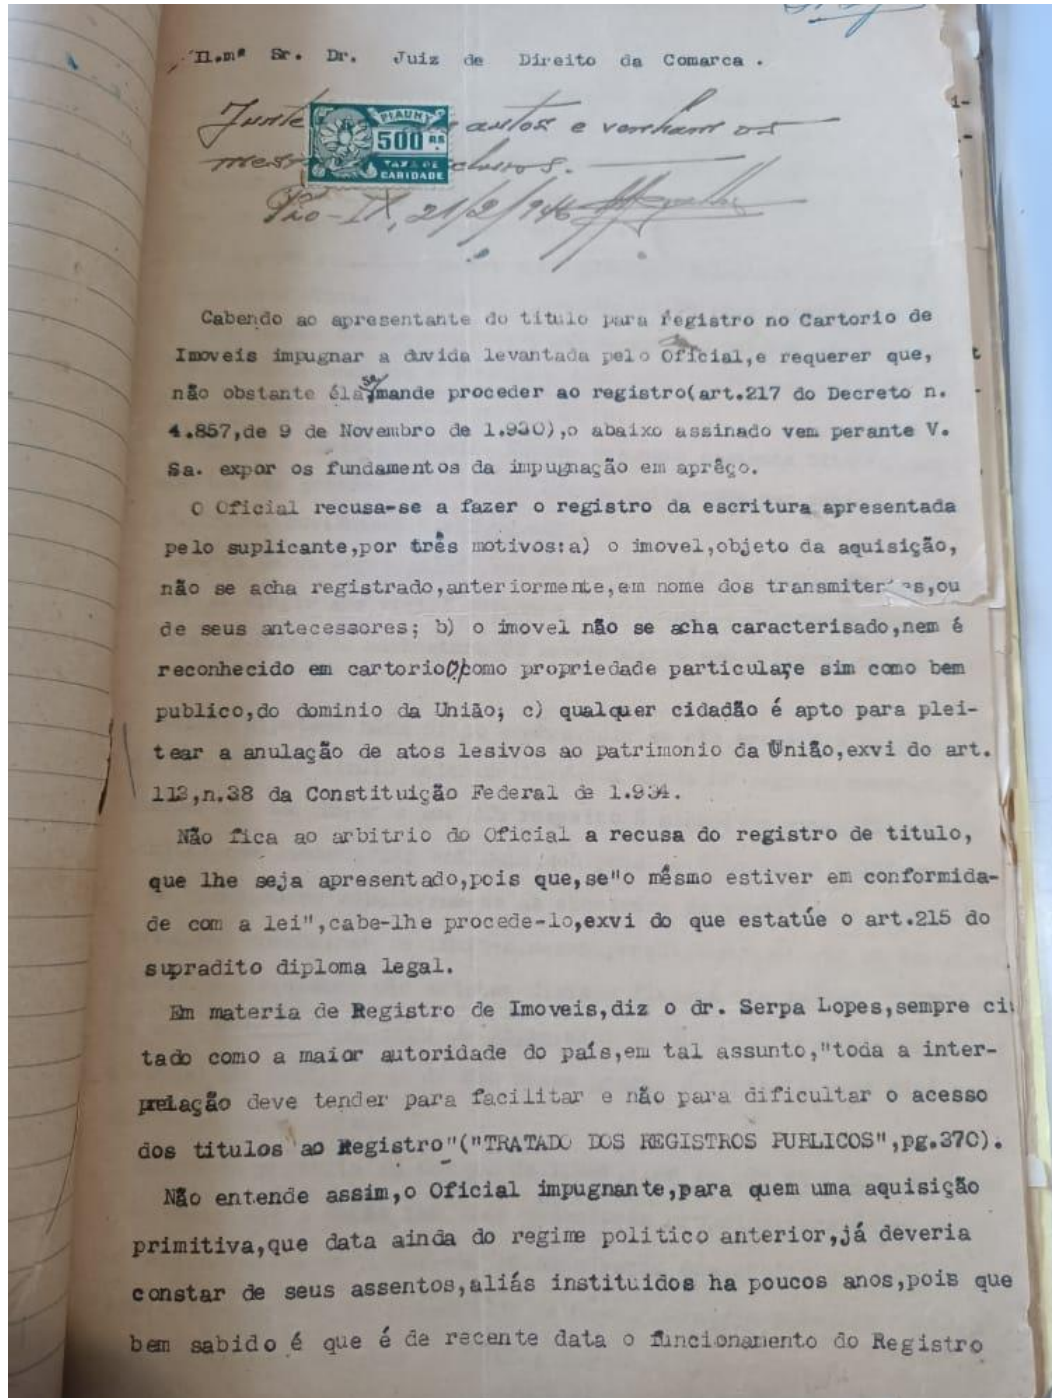 Il.mº Sr. Dr. Juiz de Direito da Comarca.
Junte autos e venham os
PIAUHY
500 RS
TAXA DE
CARIDADE
Pio-IX, 21/2/946
Cabendo ao apresentante do titulo para registro no Cartorio de
Imoveis impugnar a duvida levantada pelo Oficial,e requerer que,
não obstante éla, se mande proceder ao registro(art.217 do Decreto n.
4.857,de 9 de Novembro de 1.930),o abaixo assinado vem perante V.
Sa. expor os fundamentos da impugnação em aprêço.
O Oficial recusa-se a fazer o registro da escritura apresentada
pelo suplicante,por três motivos:a) o imovel,objeto da aquisição,
não se acha registrado,anteriormente,em nome dos transmitentes,ou
de seus antecessores; b) o imovel não se acha caracterisado,nem é
reconhecido em cartorio como propriedade particular,e sim como bem
publico,do dominio da União; c) qualquer cidadão é apto para plei-
tear a anulação de atos lesivos ao patrimonio da União,exvi do art.
113,n.38 da Constituição Federal de 1.934.
Não fica ao arbitrio do Oficial a recusa do registro de titulo,
que lhe seja apresentado,pois que,se"o mêsmo estiver em conformida-
de com a lei",cabe-lhe procede-lo,exvi do que estatúe o art.215 do
supradito diploma legal.
Em materia de Registro de Imoveis,diz o dr. Serpa Lopes,sempre ci
tado como a maior autoridade do país,em tal assunto,"toda a inter-
pretação deve tender para facilitar e não para dificultar o acesso
dos titulos ao Registro"("TRATADO DOS REGISTROS PUBLICOS",pg.370).
Não entende assim,o Oficial impugnante,para quem uma aquisição
primitiva,que data ainda do regime politico anterior,já deveria
constar de seus assentos,aliás instituidos ha poucos anos,pois que
bem sabido é que é de recente data o funcionamento do Registro